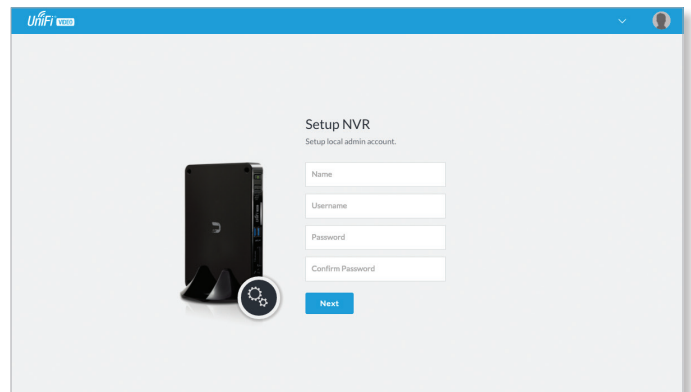 UniFi VIDEO
Setup NVR
Setup local admin account.
Name
Username
Password
Confirm Password
Next